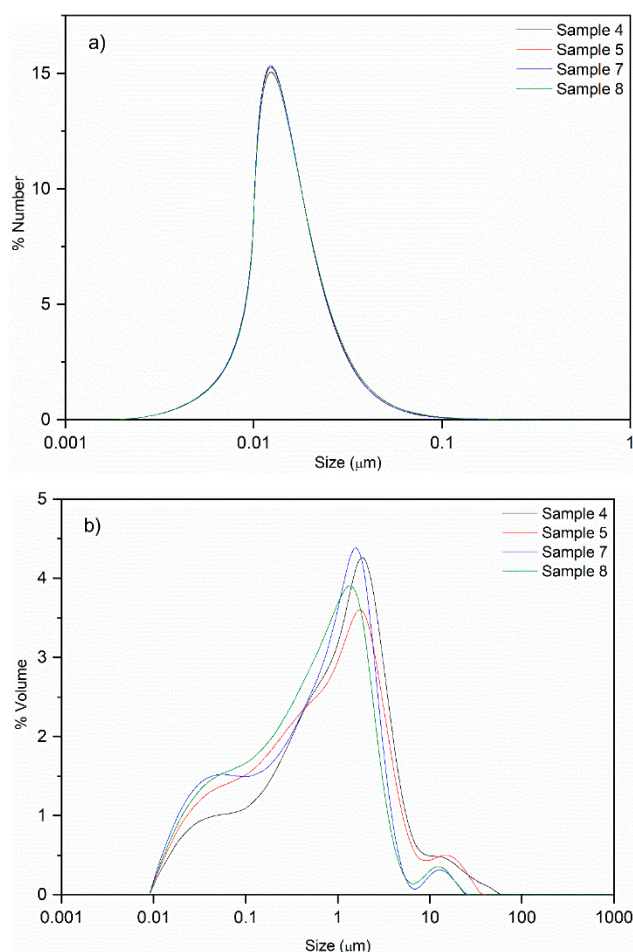 a)
Sample 4
Sample 5
Sample 7
Sample 8
15
10
5
0
% Number
0.001 0.01 0.1 1
Size (μm)
b)
Sample 4
Sample 5
Sample 7
Sample 8
5
4
3
2
1
0
% Volume
0.001 0.01 0.1 1 10 100 1000
Size (μm)